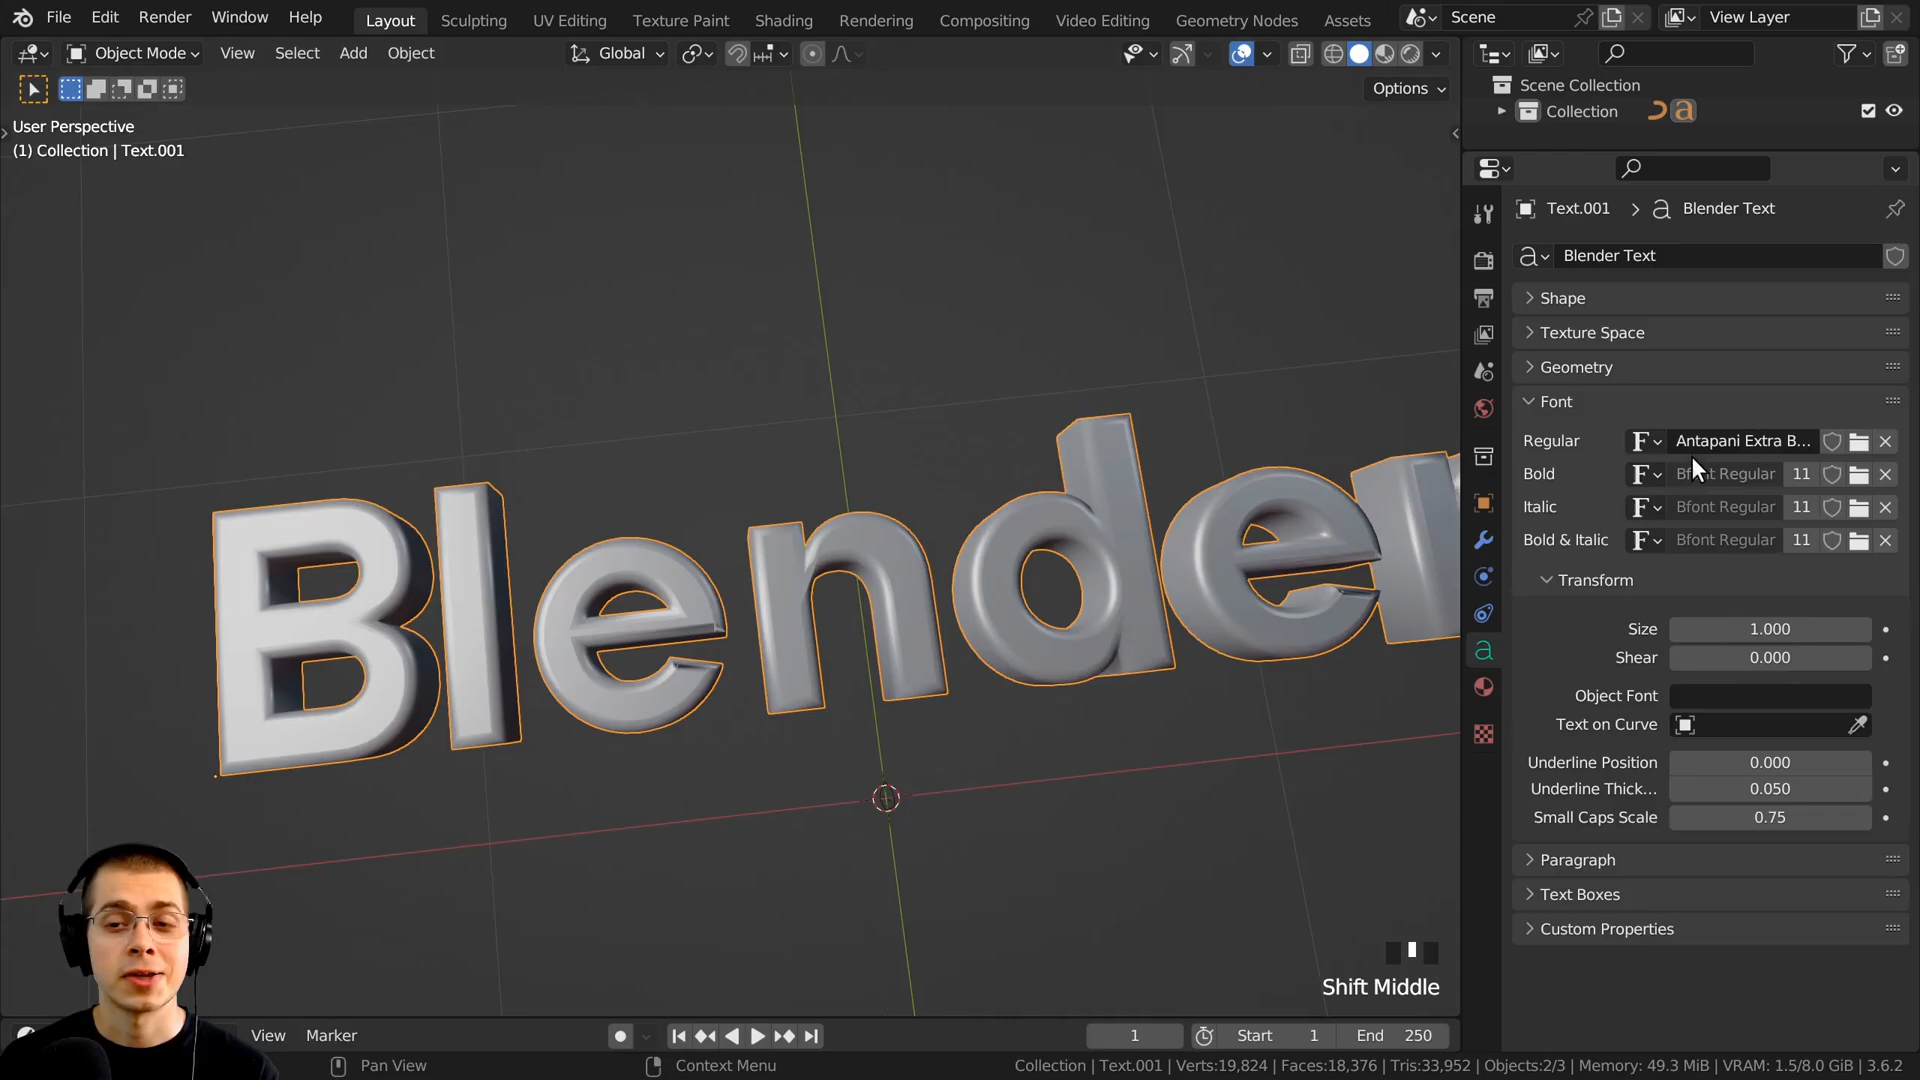 File Edit Render Window Help Layout Sculpting UV Editing Texture Paint Shading Rendering Compositing Video Editing Geometry Nodes Assets Scene View Layer
Object Mode View Select Add Object Global
Options
User Perspective
(1) Collection | Text.001
Scene Collection
Collection
Text.001 Blender Text
Blender Text
Shape
Texture Space
Geometry
Font
Regular Antapani Extra B...
Bold Bfont Regular 11
Italic Bfont Regular 11
Bold & Italic Bfont Regular 11
Transform
Size 1.000
Shear 0.000
Object Font
Text on Curve
Underline Position 0.000
Underline Thick... 0.050
Small Caps Scale 0.75
Paragraph
Text Boxes
Custom Properties
Blender
Shift Middle
View Marker 1 Start 1 End 250
Pan View Context Menu Collection | Text.001 | Verts:19,824 | Faces:18,376 | Tris:33,952 | Objects:2/3 | Memory: 49.3 MiB | VRAM: 1.5/8.0 GiB | 3.6.2